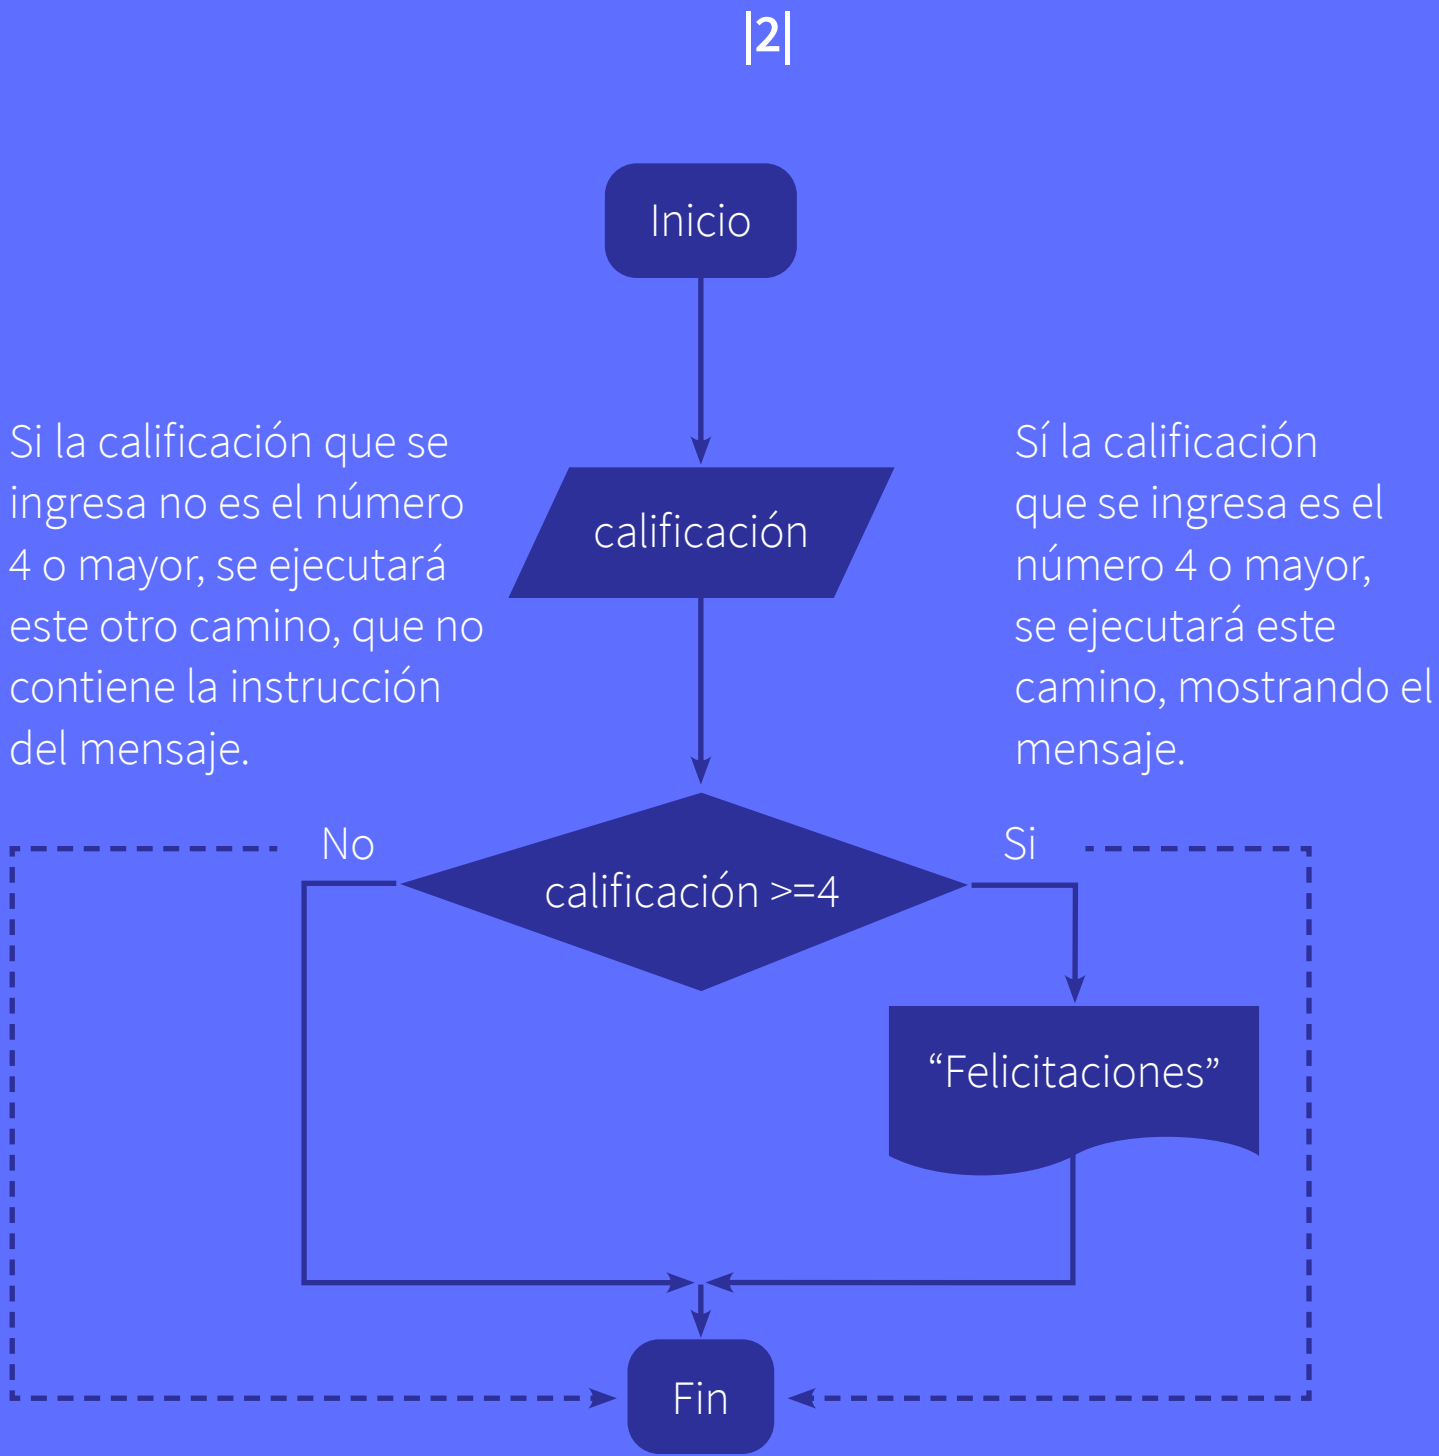 |2|
Inicio
Si la calificación que se
ingresa no es el número
4 o mayor, se ejecutará
este otro camino, que no
contiene la instrucción
del mensaje.
calificación
Sí la calificación
que se ingresa es el
número 4 o mayor,
se ejecutará este
camino, mostrando el
mensaje.
No
Si
calificación >=4
“Felicitaciones”
Fin